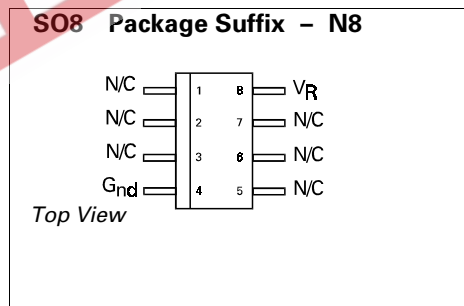 SO8 Package Suffix – N8
N/C 1 8 VR
N/C 2 7 N/C
N/C 3 6 N/C
Gnd 4 5 N/C
Top View